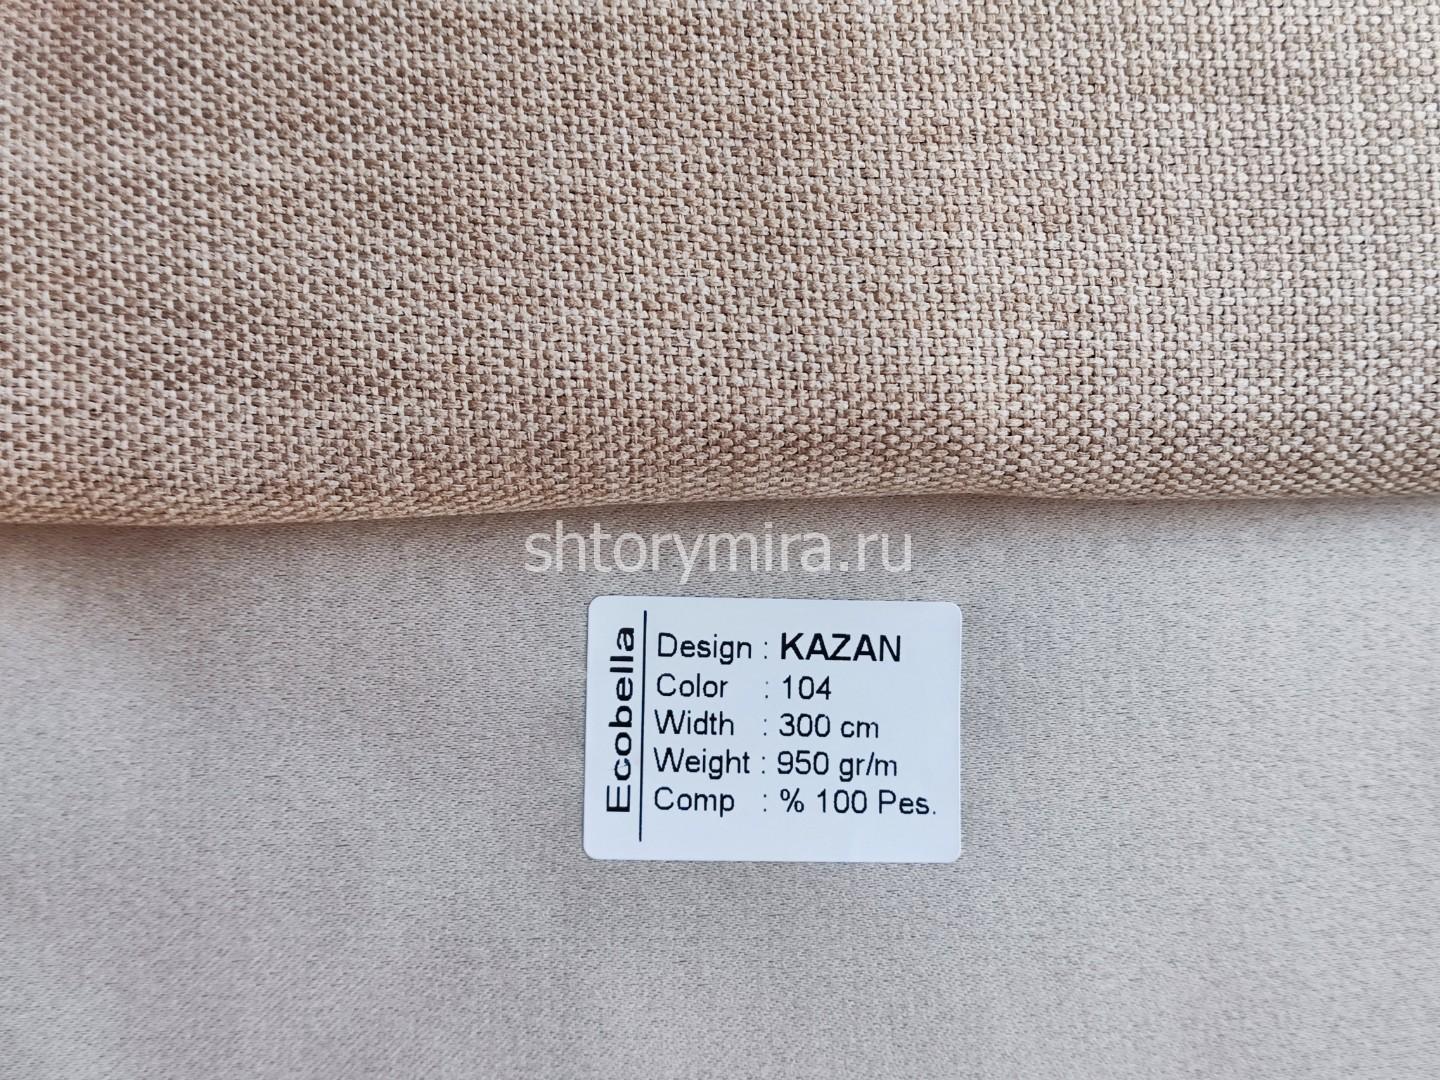 shtorymira.ru
Ecobella
Design : KAZAN
Color : 104
Width : 300 cm
Weight : 950 gr/m
Comp : % 100 Pes.